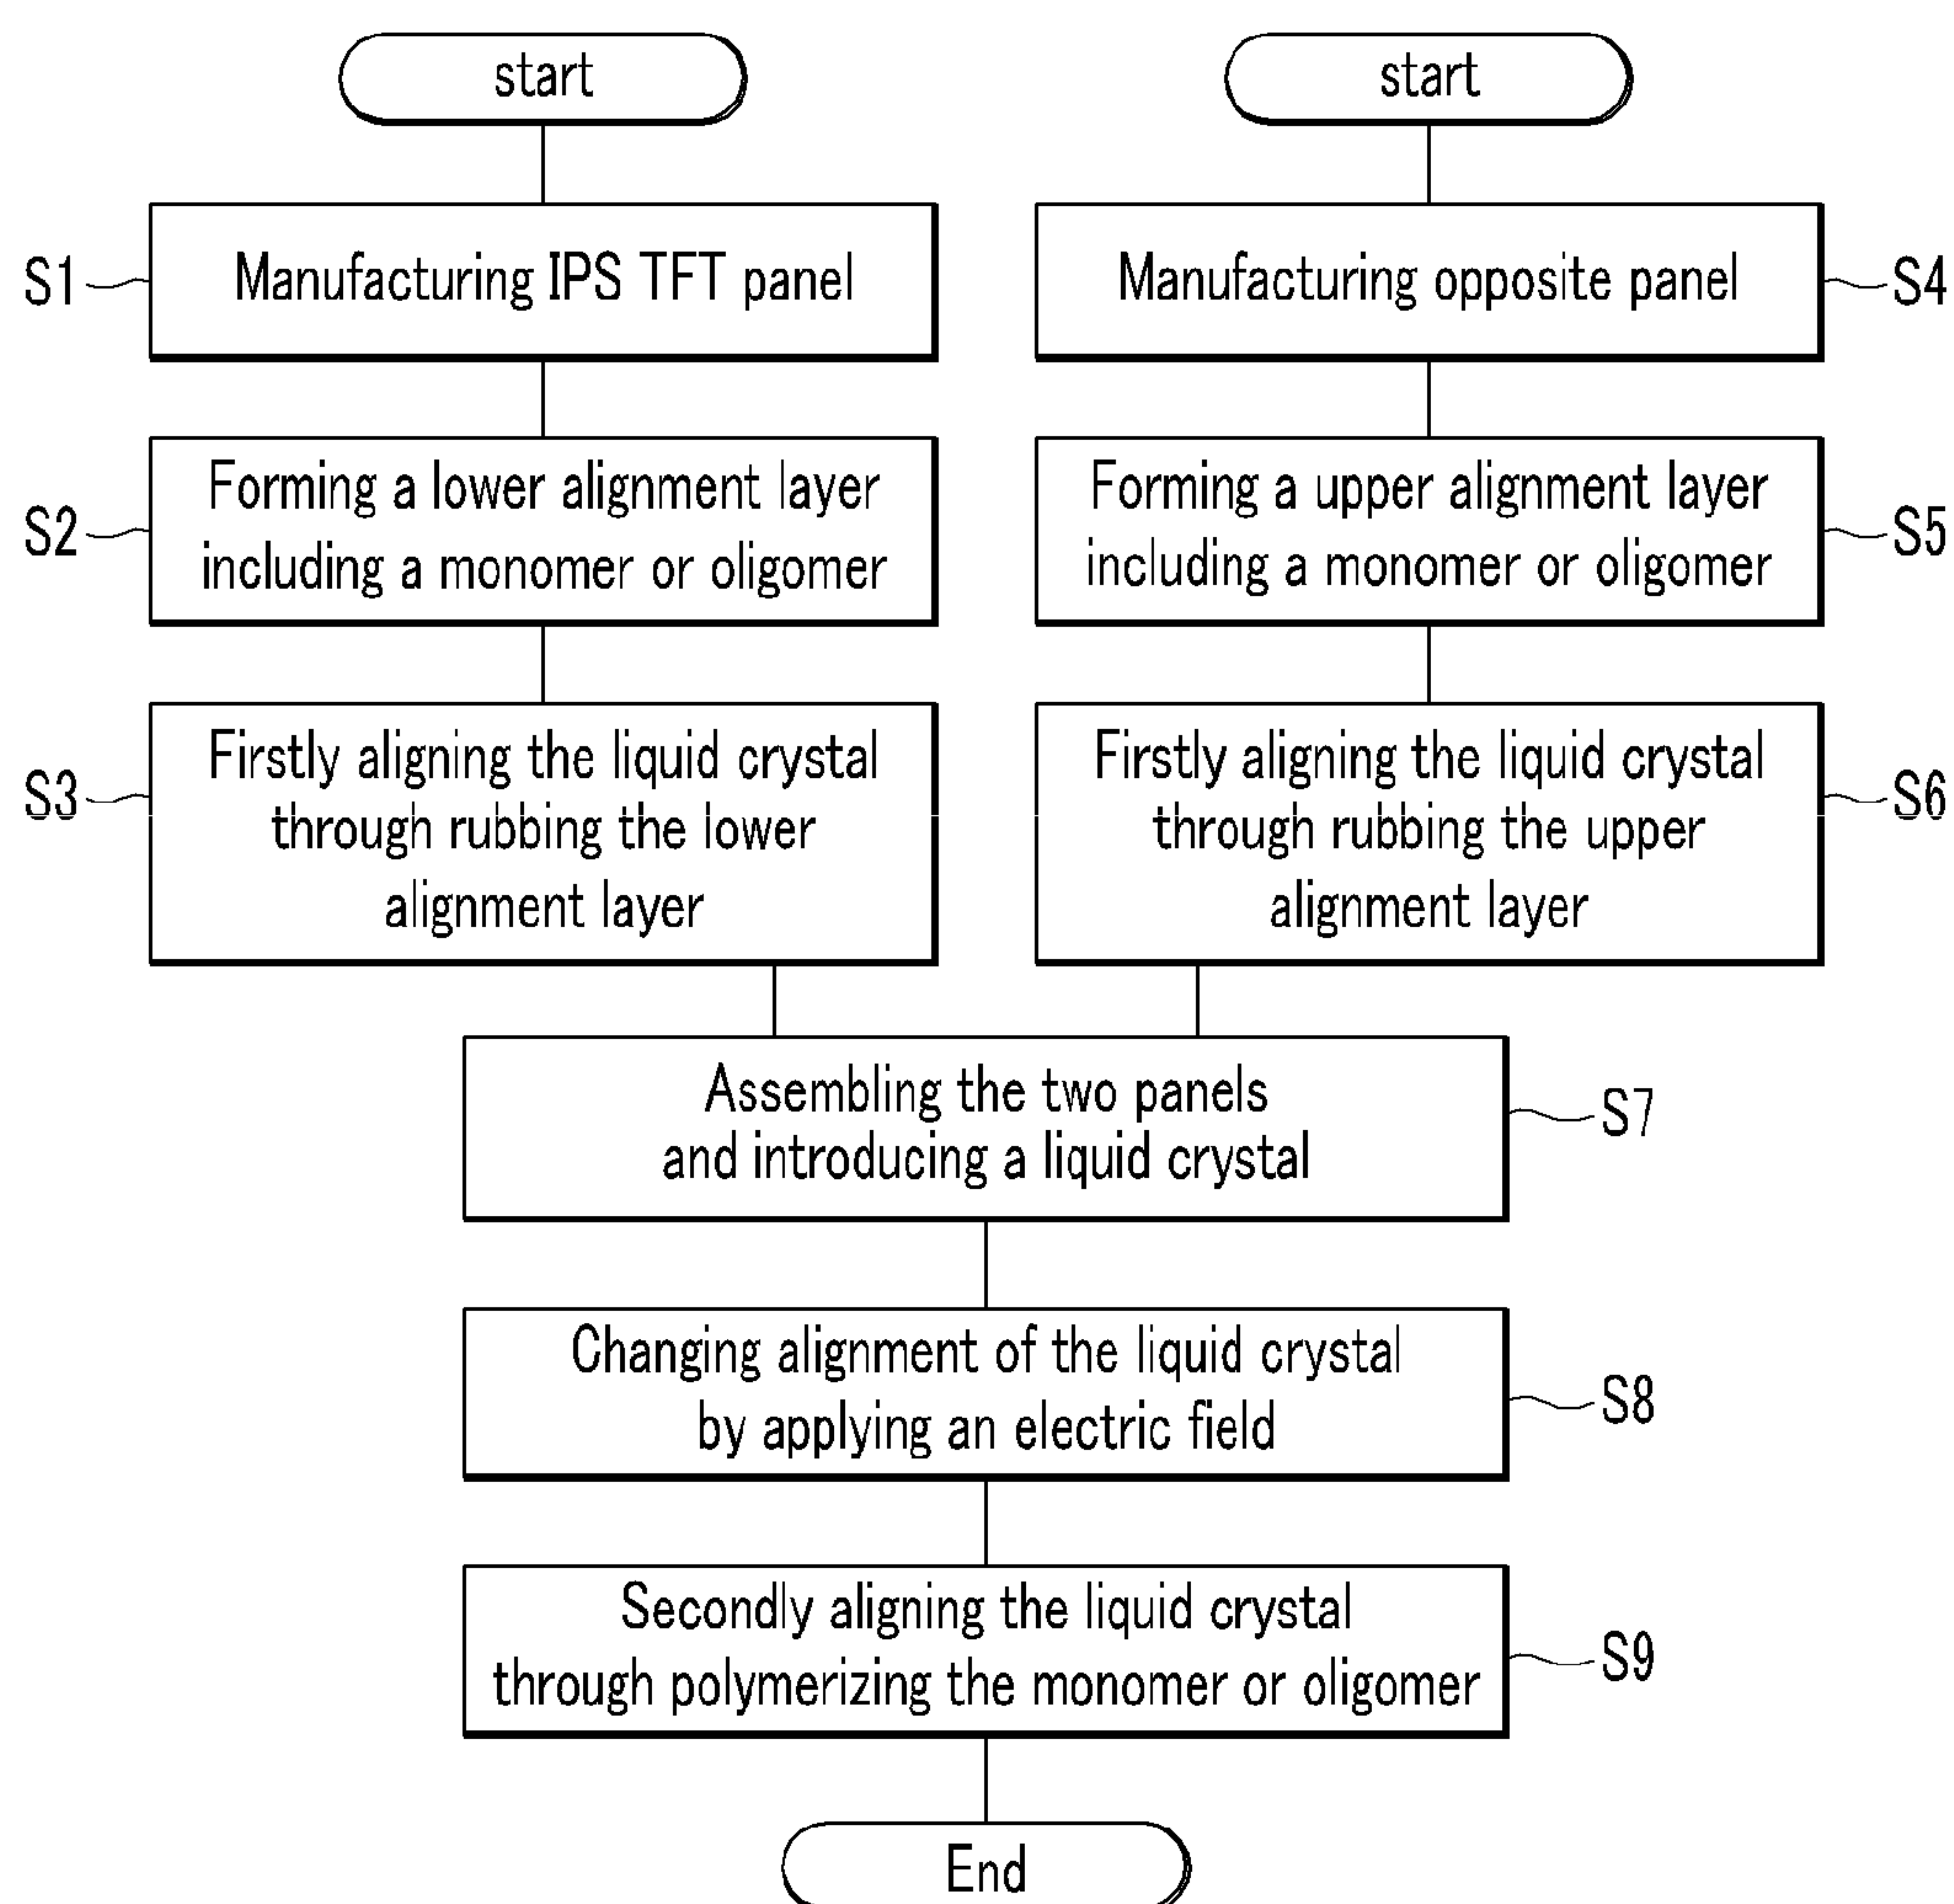 start
S1
Manufacturing IPS TFT panel
S2
Forming a lower alignment layer
including a monomer or oligomer
S3
Firstly aligning the liquid crystal
through rubbing the lower
alignment layer
start
Manufacturing opposite panel
S4
Forming a upper alignment layer
including a monomer or oligomer
S5
Firstly aligning the liquid crystal
through rubbing the upper
alignment layer
S6
Assembling the two panels
and introducing a liquid crystal
S7
Changing alignment of the liquid crystal
by applying an electric field
S8
Secondly aligning the liquid crystal
through polymerizing the monomer or oligomer
S9
End